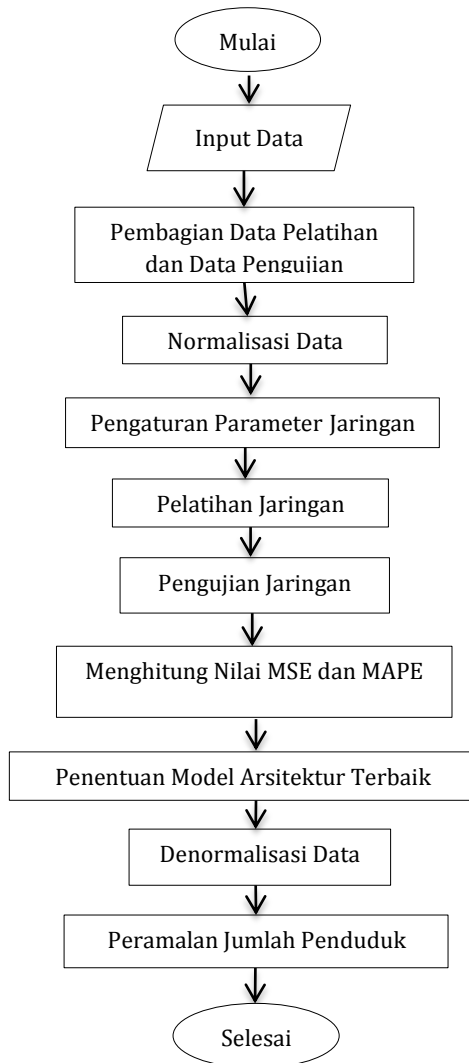 Mulai
Input Data
Pembagian Data Pelatihan
dan Data Pengujian
Normalisasi Data
Pengaturan Parameter Jaringan
Pelatihan Jaringan
Pengujian Jaringan
Menghitung Nilai MSE dan MAPE
Penentuan Model Arsitektur Terbaik
Denormalisasi Data
Peramalan Jumlah Penduduk
Selesai